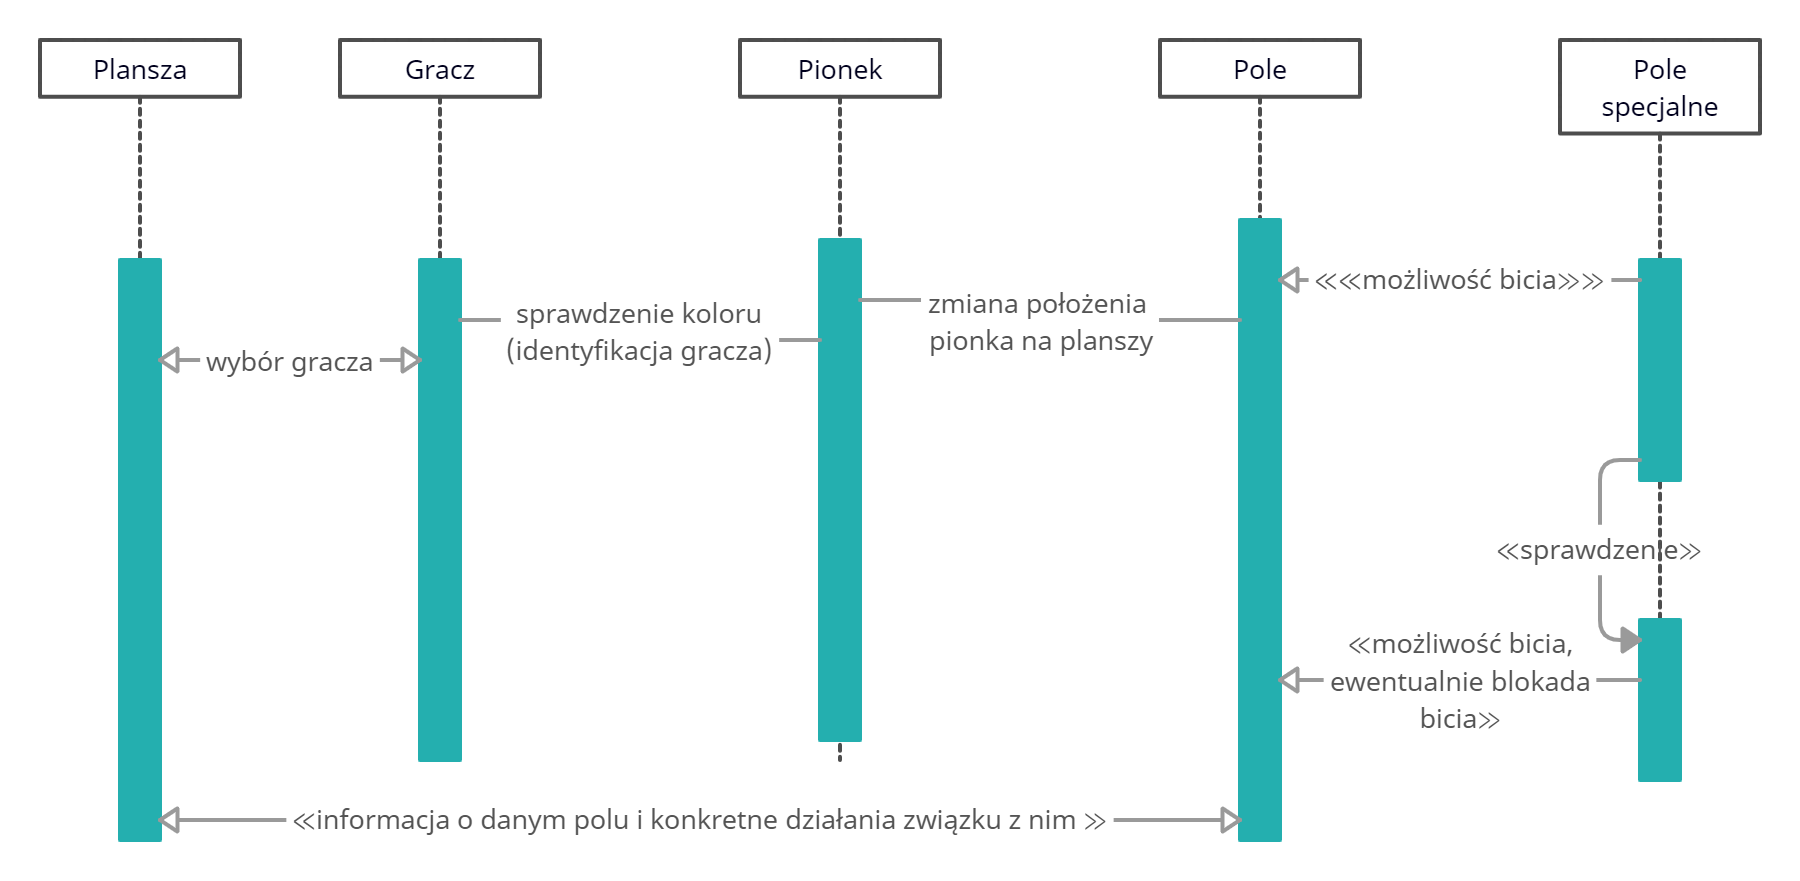 Plansza
Gracz
Pionek
Pole
Pole
specjalne
≪≪możliwość bicia≫≫
sprawdzenie koloru
(identyfikacja gracza)
zmiana położenia
pionka na planszy
wybór gracza
≪sprawdzenie≫
≪możliwość bicia,
ewentualnie blokada
bicia≫
≪informacja o danym polu i konkretne działania związku z nim ≫